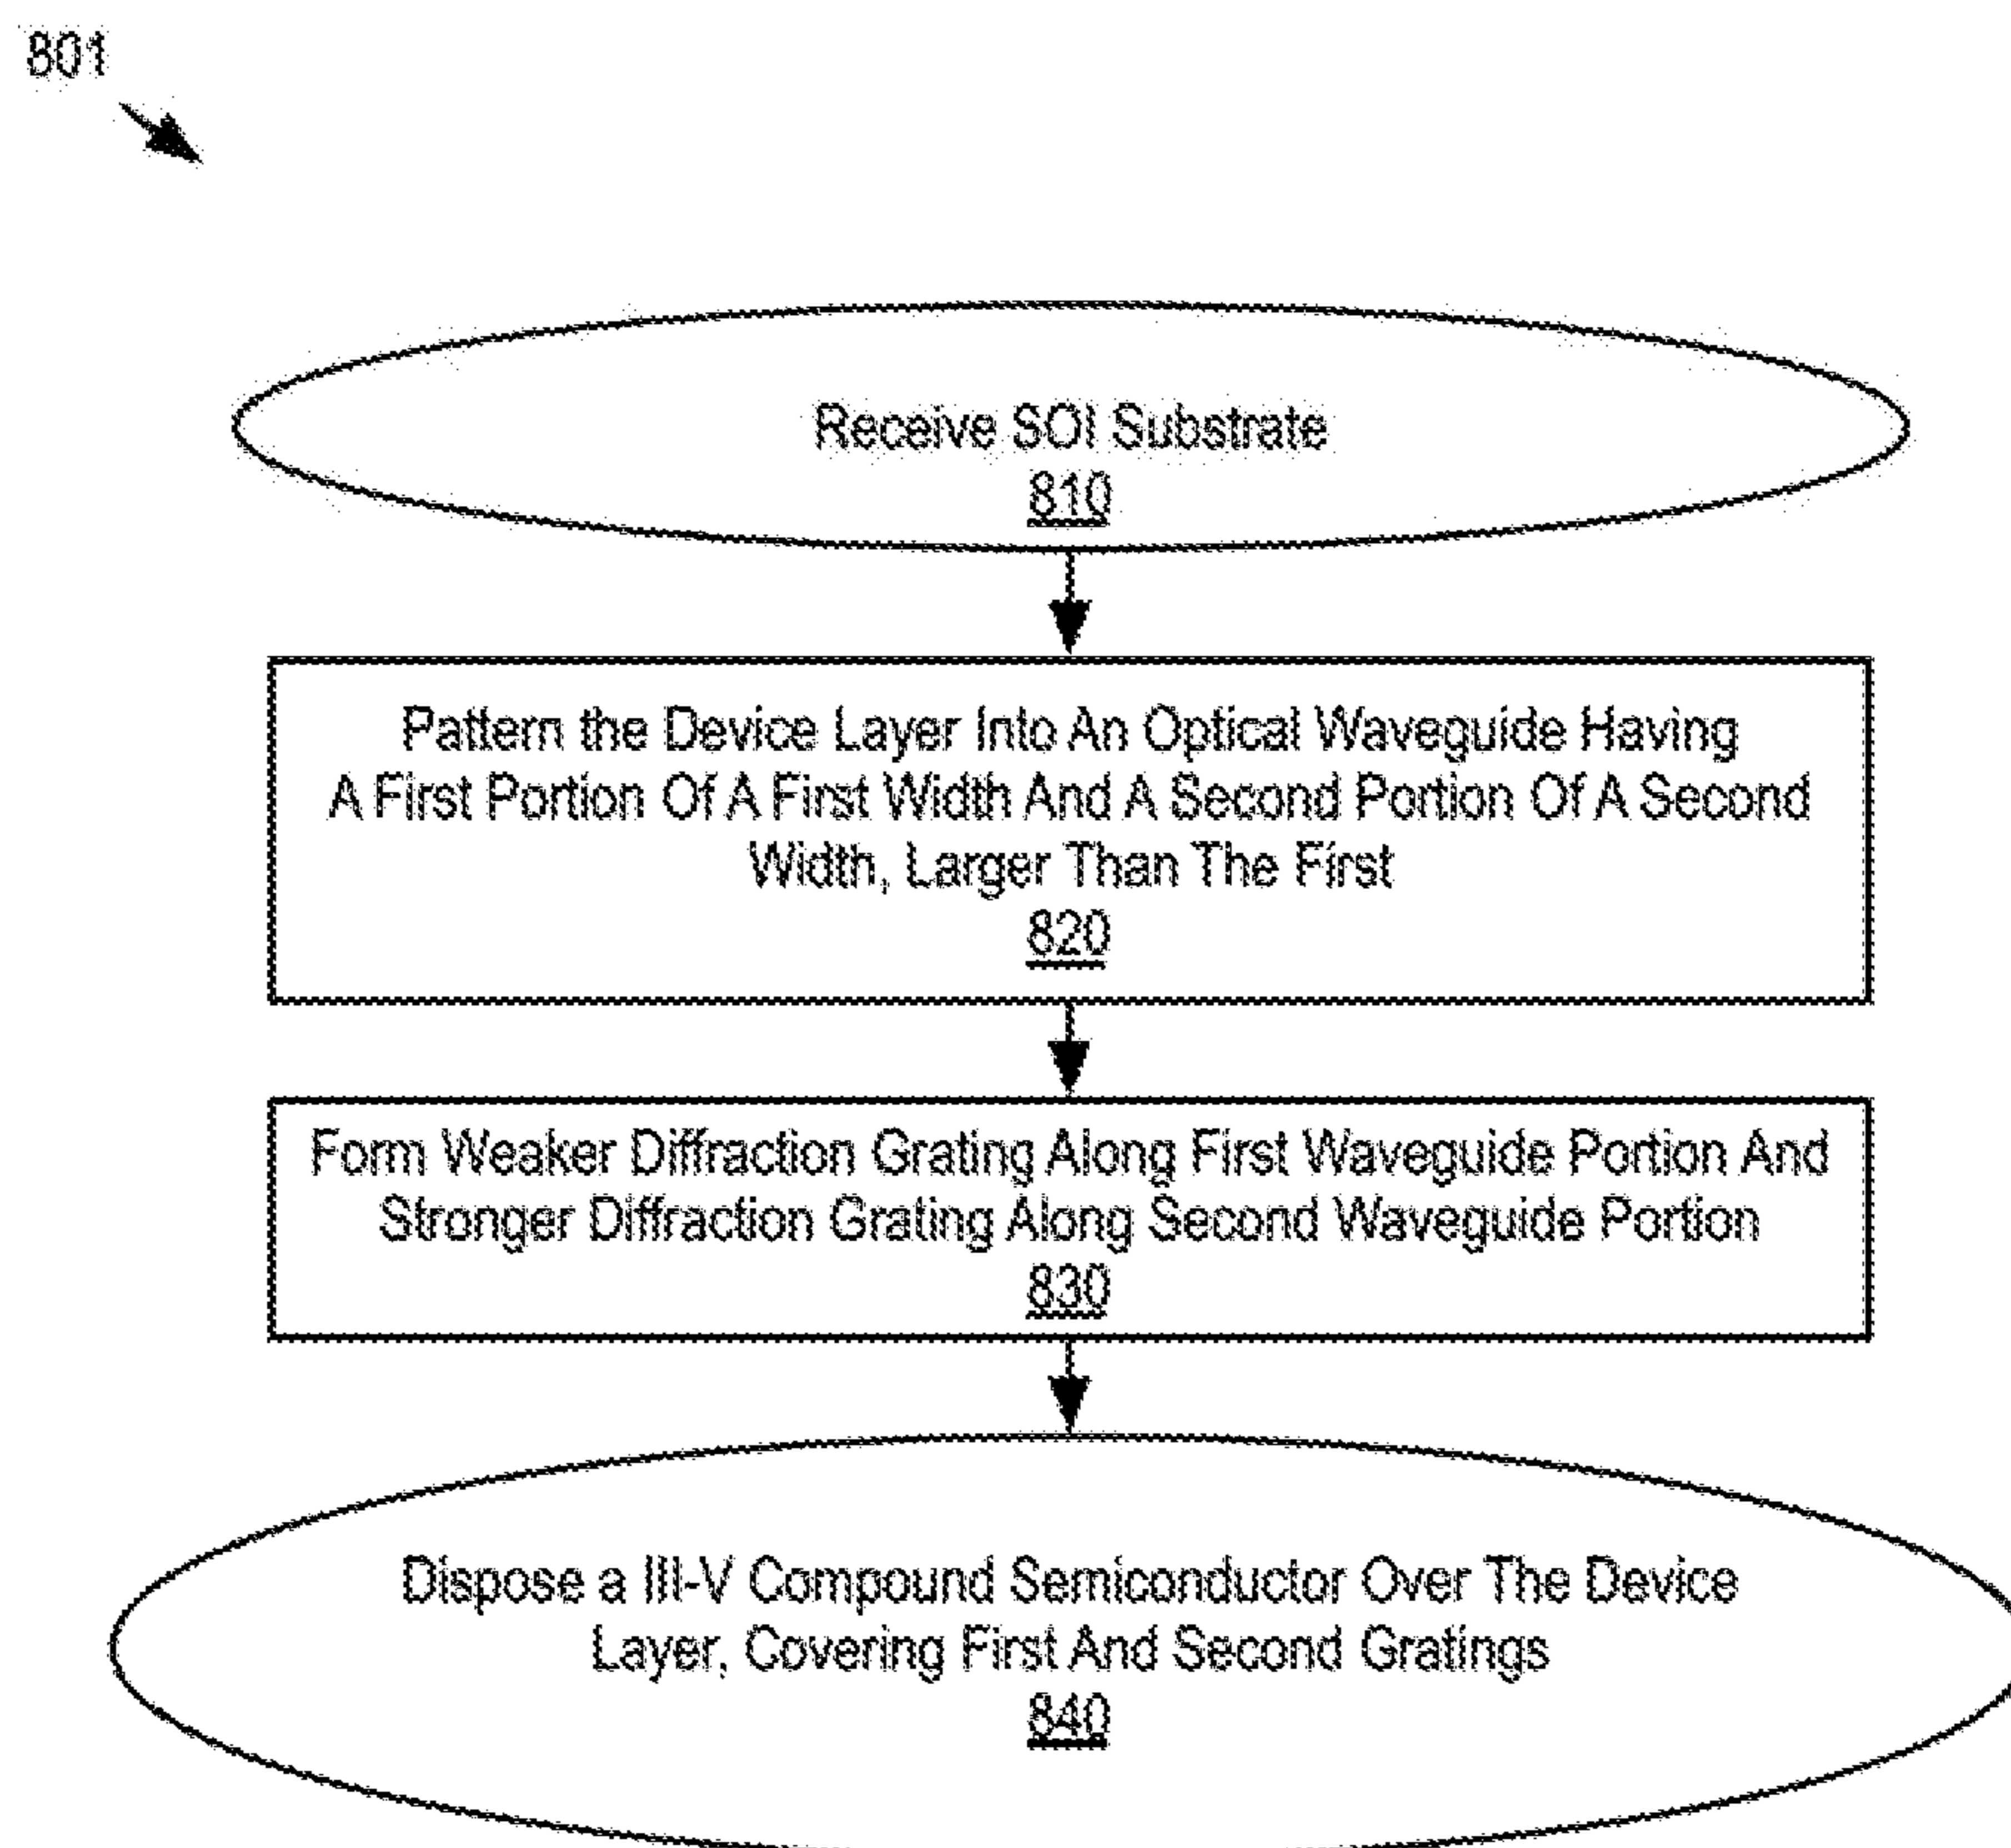 801
Receive SOI Substrate
810
Pattern the Device Layer Into An Optical Waveguide Having
A First Portion Of A First Width And A Second Portion Of A Second
Width, Larger Than The First
820
Form Weaker Diffraction Grating Along First Waveguide Portion And
Stronger Diffraction Grating Along Second Waveguide Portion
830
Dispose a III-V Compound Semiconductor Over The Device
Layer, Covering First And Second Gratings
840